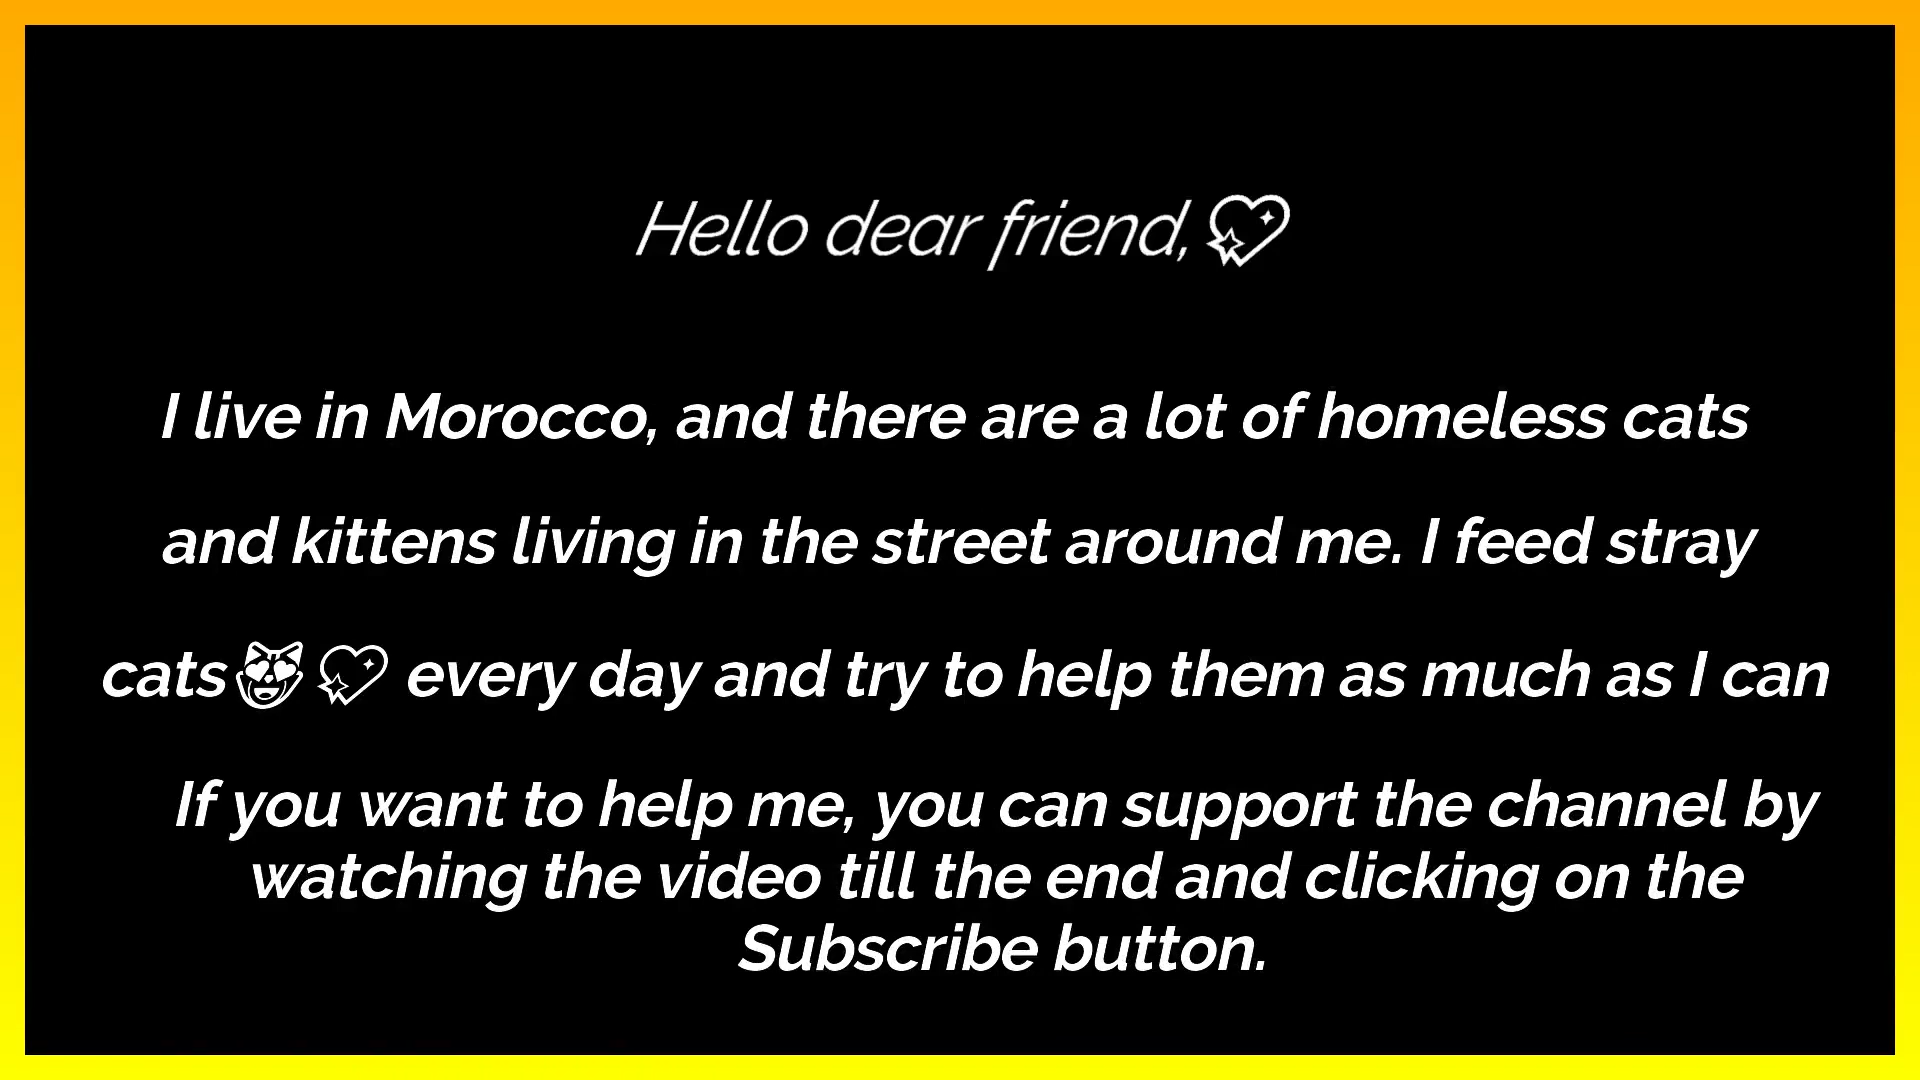 Hello dear friend,💖
I live in Morocco, and there are a lot of homeless cats
and kittens living in the street around me. I feed stray
cats😻💖 every day and try to help them as much as I can
If you want to help me, you can support the channel by
watching the video till the end and clicking on the
Subscribe button.